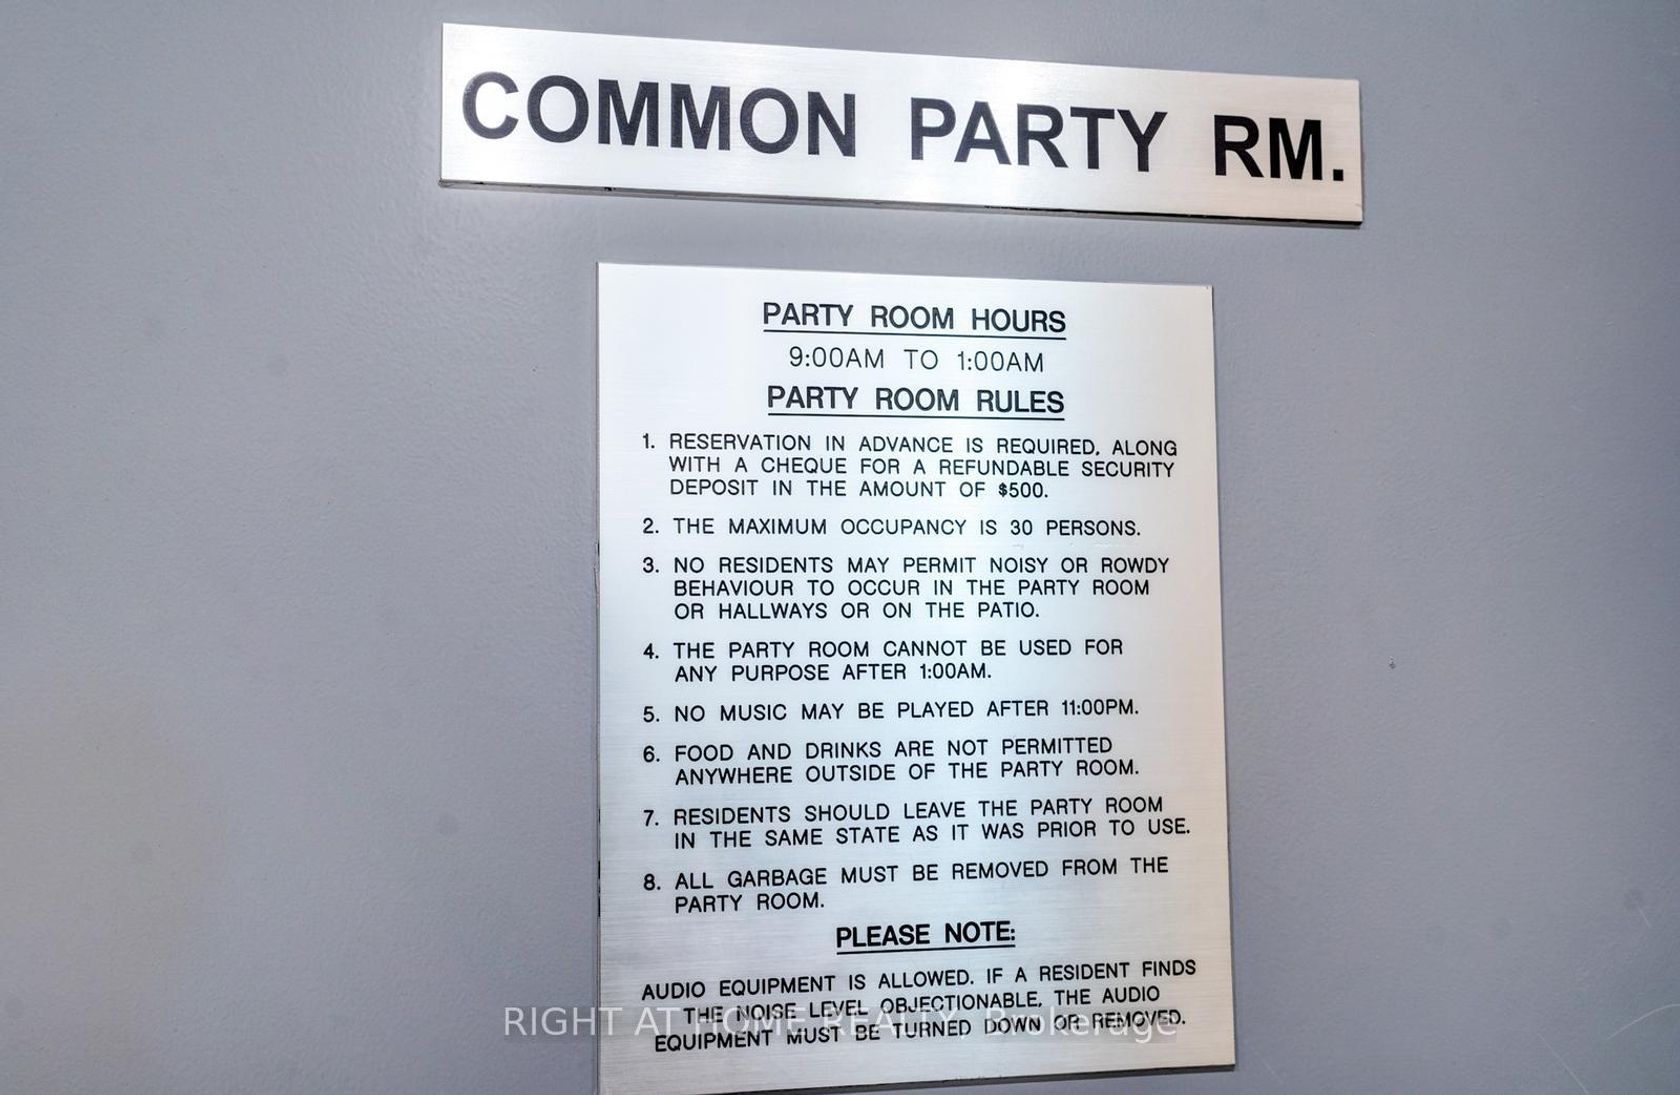 COMMON PARTY RM.
PARTY ROOM HOURS
9:00AM TO 1:00AM
PARTY ROOM RULES
1. RESERVATION IN ADVANCE IS REQUIRED, ALONG
WITH A CHEQUE FOR A REFUNDABLE SECURITY
DEPOSIT IN THE AMOUNT OF $500.
2. THE MAXIMUM OCCUPANCY IS 30 PERSONS.
3. NO RESIDENTS MAY PERMIT NOISY OR ROWDY
BEHAVIOUR TO OCCUR IN THE PARTY ROOM
OR HALLWAYS OR ON THE PATIO.
4. THE PARTY ROOM CANNOT BE USED FOR
ANY PURPOSE AFTER 1:00AM.
5. NO MUSIC MAY BE PLAYED AFTER 11:00PM.
6. FOOD AND DRINKS ARE NOT PERMITTED
ANYWHERE OUTSIDE OF THE PARTY ROOM.
7. RESIDENTS SHOULD LEAVE THE PARTY ROOM
IN THE SAME STATE AS IT WAS PRIOR TO USE.
8. ALL GARBAGE MUST BE REMOVED FROM THE
PARTY ROOM.
PLEASE NOTE:
AUDIO EQUIPMENT IS ALLOWED. IF A RESIDENT FINDS
THE NOISE LEVEL OBJECTIONABLE, THE AUDIO
EQUIPMENT MUST BE TURNED DOWN OR REMOVED.
RIGHT AT HOME REALTY, Brokerage